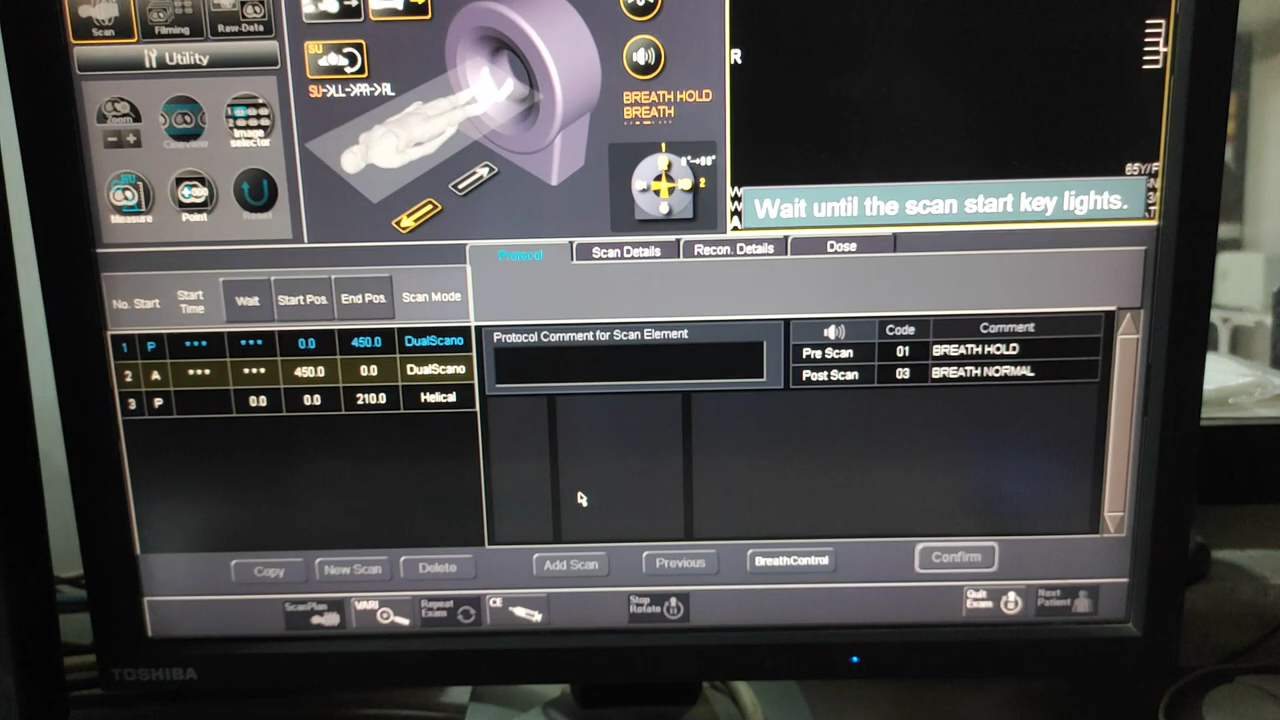 Scan
Filming
Raw-Data
Utility
Zoom
Cineview
Image
selector
Measure
Point
Reset
SU
SU->LL->PA->AL
BREATH HOLD
BREATH
1
2
R
65Y/F
W
W
A
Wait until the scan start key lights.
Protocol Scan Details Recon. Details Dose
No. Start Start Time Wait Start Pos. End Pos. Scan Mode
1 P *** *** 0.0 450.0 DualScano
2 A *** *** 450.0 0.0 DualScano
3 P 0.0 0.0 210.0 Helical
Protocol Comment for Scan Element
Code Comment
Pre Scan 01 BREATH HOLD
Post Scan 03 BREATH NORMAL
Copy New Scan Delete Add Scan Previous BreathControl Confirm
ScanPlan VARI Repeat Exam CE Stop Rotate Quit Exam Next Patient
TOSHIBA